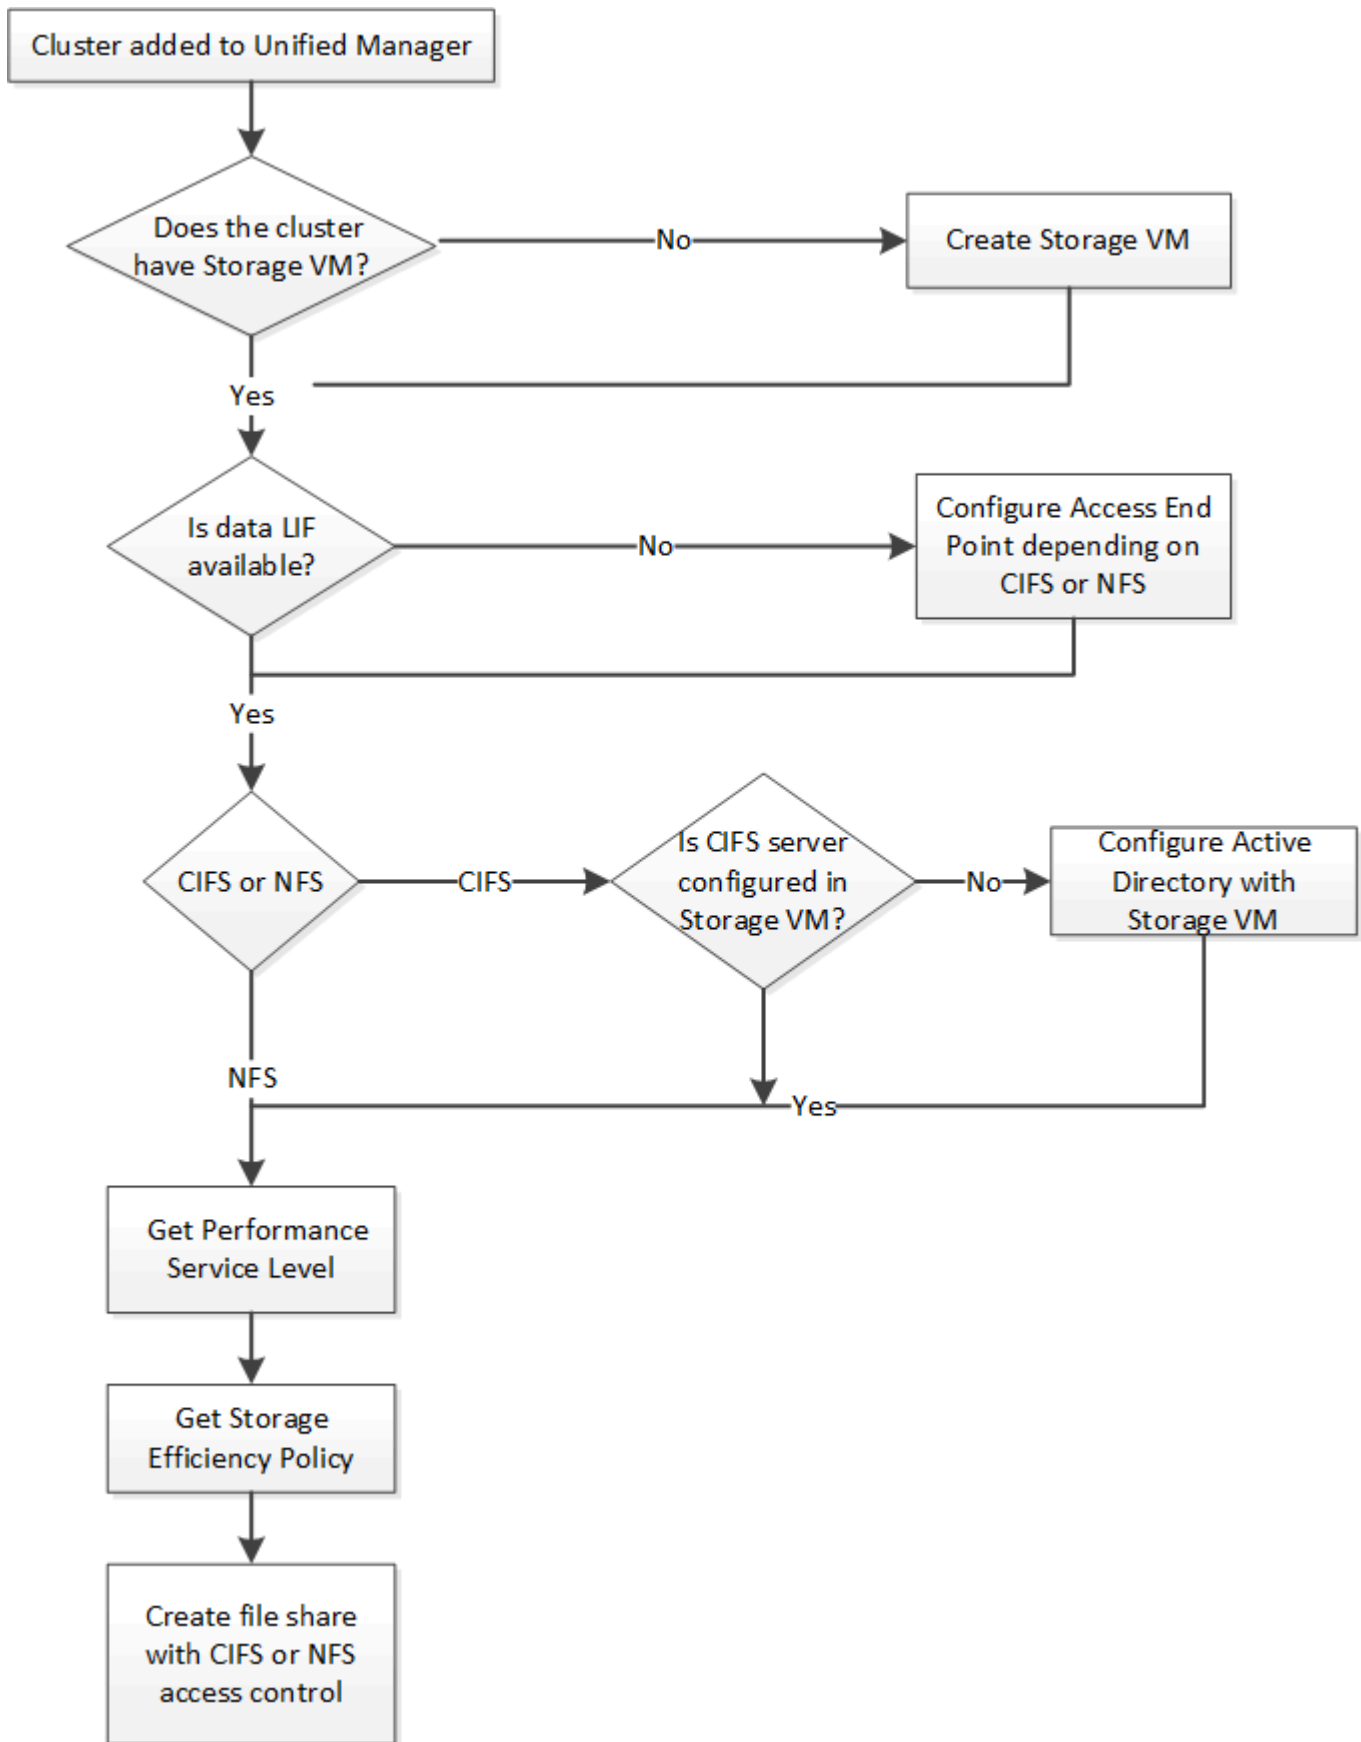 Cluster added to Unified Manager
Does the cluster
have Storage VM?
No
Create Storage VM
Yes
Is data LIF
available?
No
Configure Access End
Point depending on
CIFS or NFS
Yes
CIFS or NFS
CIFS
Is CIFS server
configured in
Storage VM?
No
Configure Active
Directory with
Storage VM
NFS
Yes
Get Performance
Service Level
Get Storage
Efficiency Policy
Create file share
with CIFS or NFS
access control